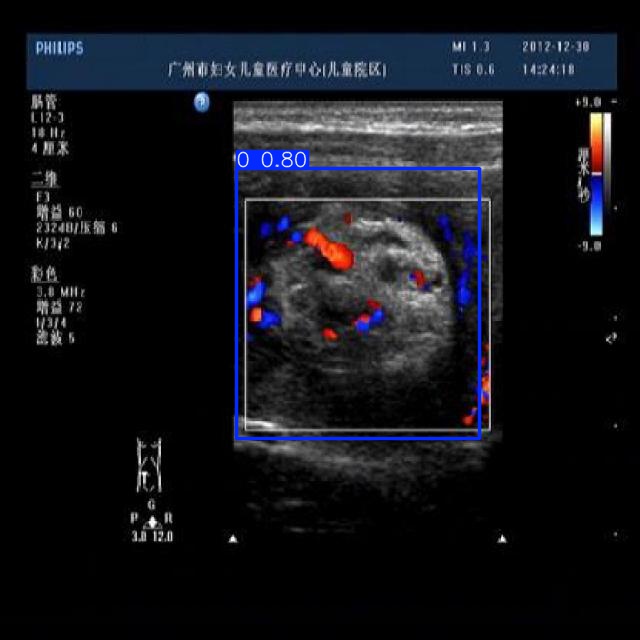 PHILIPS
MI 1.3
2012-12-30
广州市妇女儿童医疗中心(儿童院区)
TIS 0.6
14:24:18
肠管
L12-3
18 Hz
4 厘米
二维
增益 60
232dB/压缩 6
K/3/2
彩色
3.0 MHz
增益 72
滤波 5
+9.0
厘米/秒
-9.0
0 0.80
G
P R
3.0 12.0